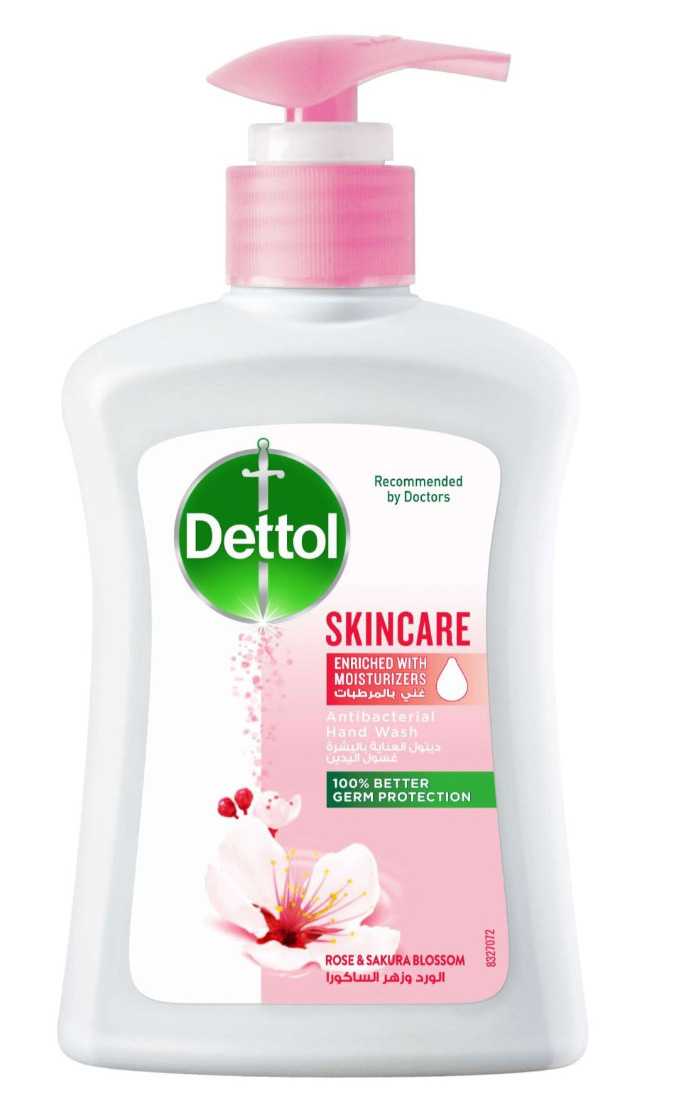 Recommended
by Doctors
Dettol
SKINCARE
ENRICHED WITH
MOISTURIZERS
غني بالمرطبات
Antibacterial
Hand Wash
ديتول العناية بالبشرة
غسول اليدين
100% BETTER
GERM PROTECTION
ROSE & SAKURA BLOSSOM
الورد وزهر الساكورا
8327072